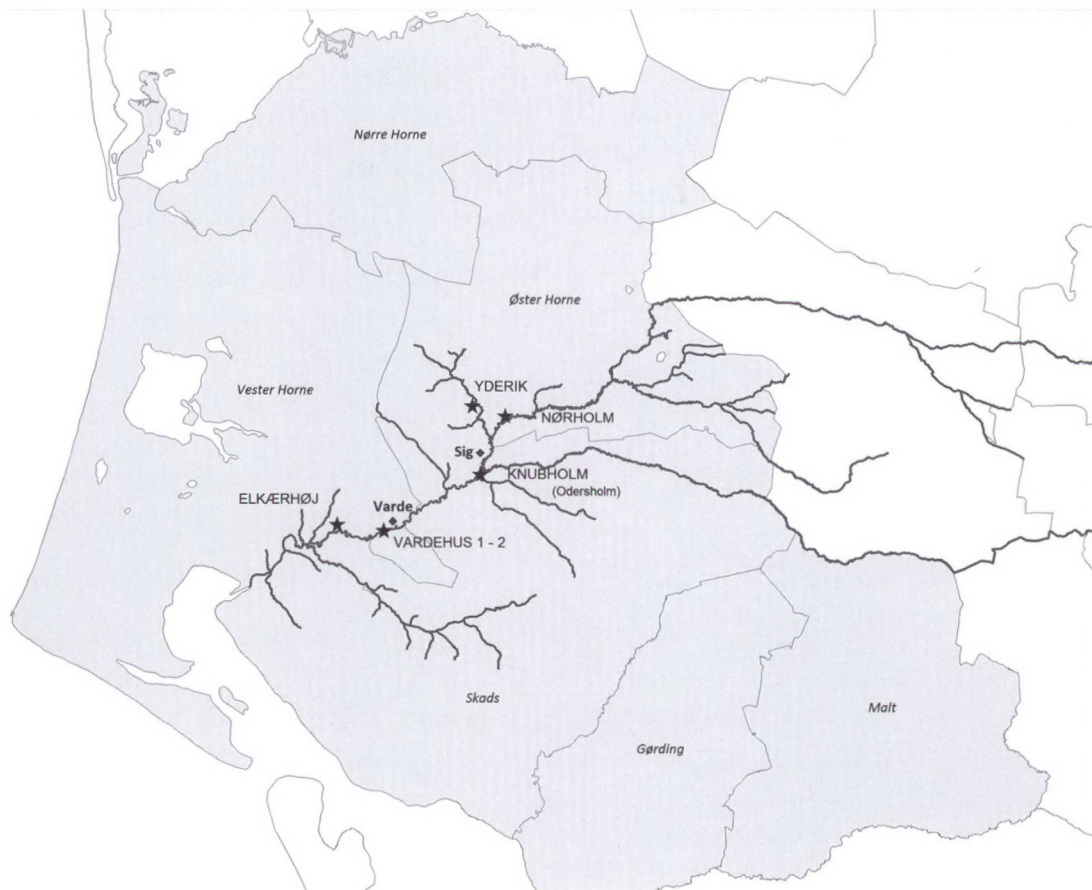 Nørre Horne
Øster Horne
Vester Horne
YDERIK
NØRHOLM
Sig
KNUBHOLM
(Odersholm)
ELKÆRHØJ
Varde
VARDEHUS 1 - 2
Skads
Malt
Gørding